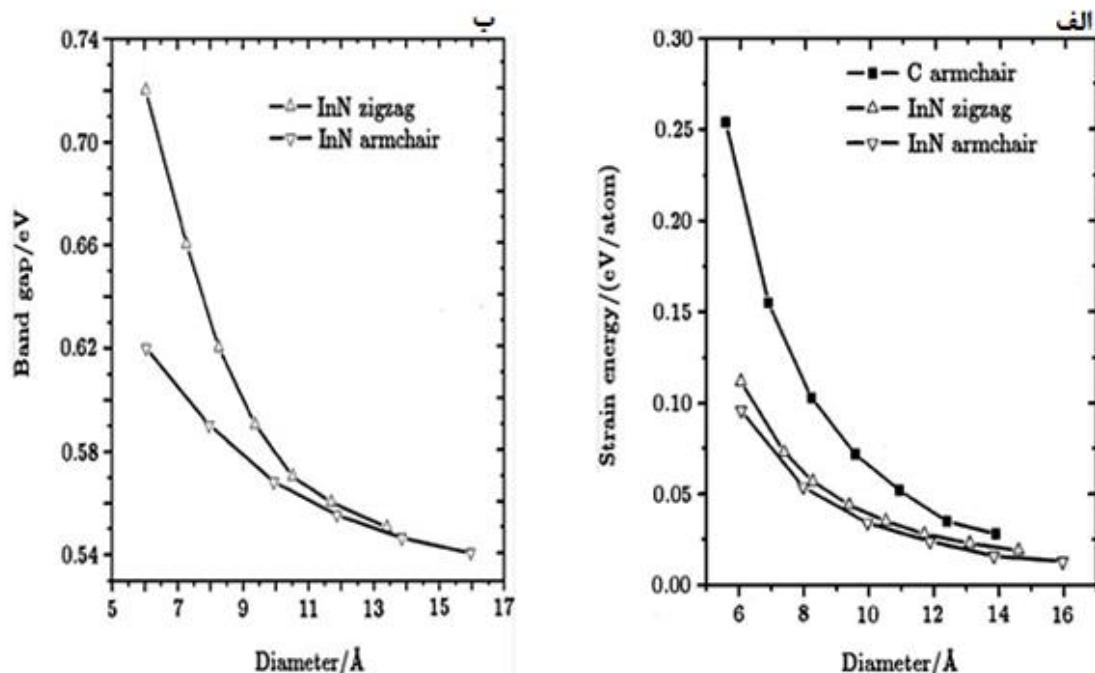 ب
0.74
0.70
0.66
0.62
0.58
0.54
5 7 9 11 13 15 17
Band gap/eV
Diameter/Å
InN zigzag
InN armchair
الف
0.30
0.25
0.20
0.15
0.10
0.05
0.00
6 8 10 12 14 16
Strain energy/(eV/atom)
Diameter/Å
C armchair
InN zigzag
InN armchair